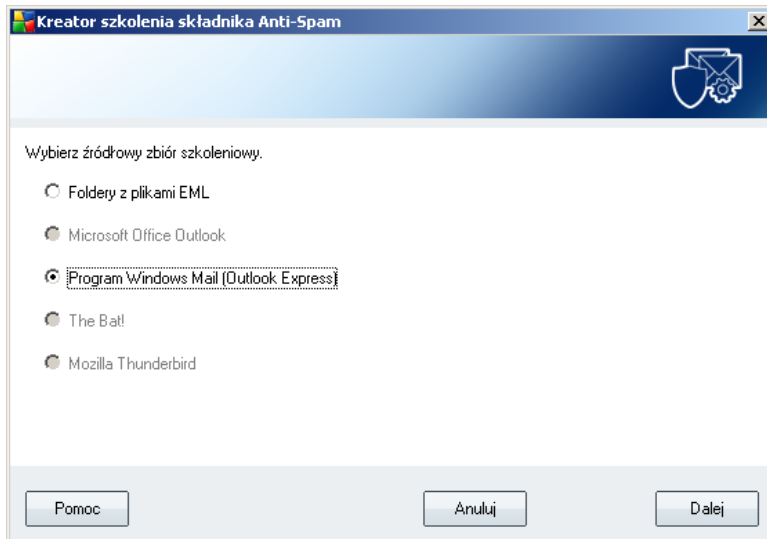 Kreator szkolenia składnika Anti-Spam
Wybierz źródłowy zbiór szkoleniowy.
Foldery z plikami EML
Microsoft Office Outlook
Program Windows Mail (Outlook Express)
The Bat!
Mozilla Thunderbird
Pomoc Anuluj Dalej